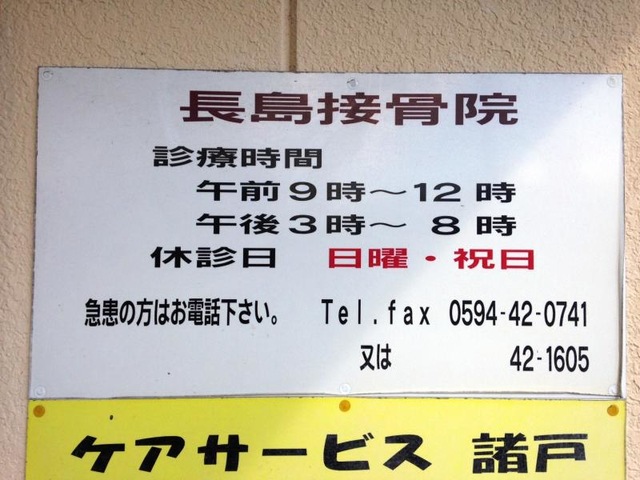 長島接骨院
診療時間
午前9時～12時
午後3時～ 8時
休診日 日曜・祝日
急患の方はお電話下さい。 Tel.fax 0594-42-0741
又は 42-1605
ケアサービス 諸戸